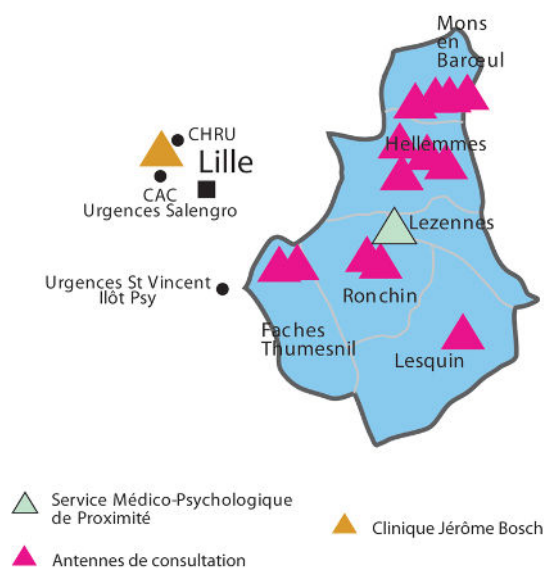 Mons
en
Barœul
CHRU
Lille
Hellemmes
CAC
Urgences Salengro
Lezennes
Urgences St Vincent
Ilôt Psy
Ronchin
Faches
Thumesnil
Lesquin
Service Médico-Psychologique
de Proximité
Clinique Jérôme Bosch
Antennes de consultation